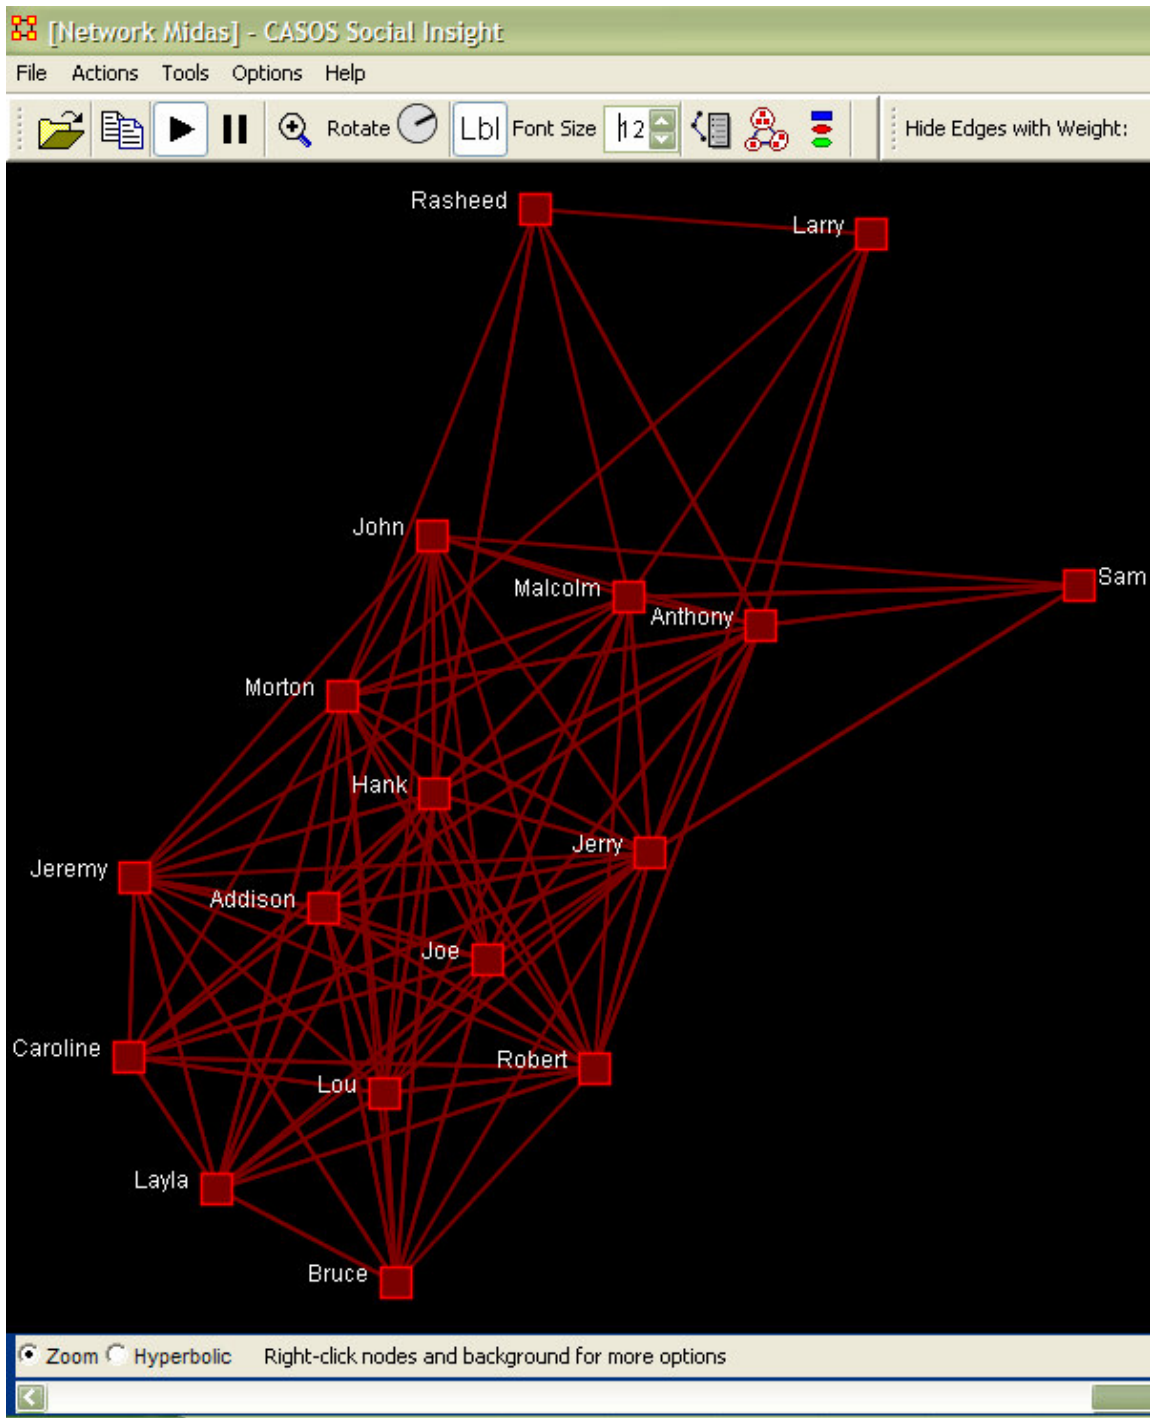 [Network Midas] - CASOS Social Insight
File Actions Tools Options Help
Rotate Lbl Font Size 12 Hide Edges with Weight:
Rasheed
Larry
John
Malcolm
Sam
Anthony
Morton
Hank
Jerry
Jeremy
Addison
Joe
Caroline
Robert
Lou
Layla
Bruce
Zoom Hyperbolic Right-click nodes and background for more options